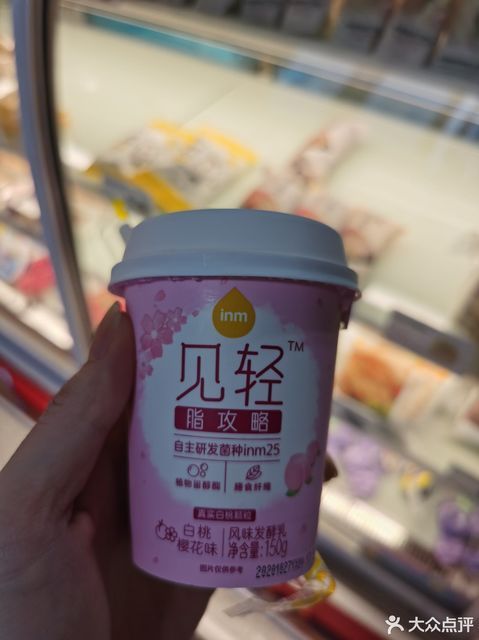 inm
见轻™
脂攻略
自主研发菌种inm25
植物甾醇酯
膳食纤维
真实白桃颗粒
白桃
樱花味
风味发酵乳
净含量:150g
图片仅供参考
大众点评